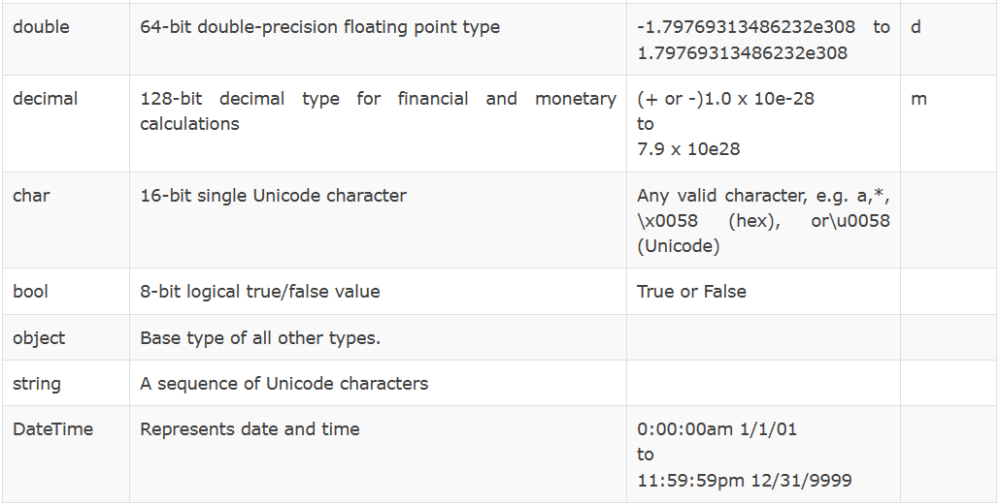 double 64-bit double-precision floating point type -1.79769313486232e308 to d
1.79769313486232e308
decimal 128-bit decimal type for financial and monetary (+ or -)1.0 x 10e-28 m
calculations to
7.9 x 10e28
char 16-bit single Unicode character Any valid character, e.g. a,*,
\x0058 (hex), or\u0058
(Unicode)
bool 8-bit logical true/false value True or False
object Base type of all other types.
string A sequence of Unicode characters
DateTime Represents date and time 0:00:00am 1/1/01
to
11:59:59pm 12/31/9999